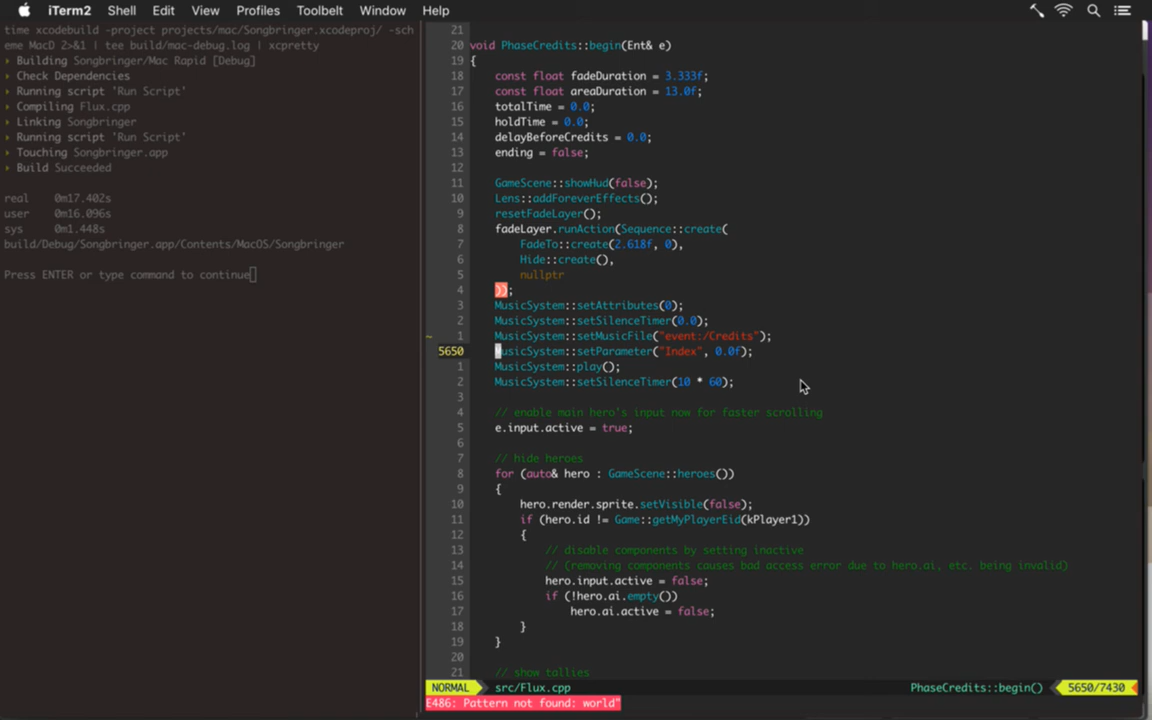 iTerm2 Shell Edit View Profiles Toolbelt Window Help
time xcodebuild -project projects/mac/Songbringer.xcodeproj/ -sch
eme MacD 2>&1 | tee build/mac-debug.log | xcpretty
Building Songbringer/Mac Rapid [Debug]
Check Dependencies
Running script 'Run Script'
Compiling Flux.cpp
Linking Songbringer
Running script 'Run Script'
Touching Songbringer.app
Build Succeeded
real 0m17.402s
user 0m16.096s
sys 0m1.448s
build/Debug/Songbringer.app/Contents/MacOS/Songbringer
Press ENTER or type command to continue
21
20 void PhaseCredits::begin(Ent& e)
19 {
18 const float fadeDuration = 3.333f;
17 const float areaDuration = 13.0f;
16 totalTime = 0.0;
15 holdTime = 0.0;
14 delayBeforeCredits = 0.0;
13 ending = false;
12
11 GameScene::showHud(false);
10 Lens::addForeverEffects();
9 resetFadeLayer();
8 fadeLayer.runAction(Sequence::create(
7 FadeTo::create(2.618f, 0),
6 Hide::create(),
5 nullptr
4 ));
3 MusicSystem::setAttributes(0);
2 MusicSystem::setSilenceTimer(0.0);
~ 1 MusicSystem::setMusicFile("event:/Credits");
5650 MusicSystem::setParameter("Index", 0.0f);
1 MusicSystem::play();
2 MusicSystem::setSilenceTimer(10 * 60);
3
4 // enable main hero's input now for faster scrolling
5 e.input.active = true;
6
7 // hide heroes
8 for (auto& hero : GameScene::heroes())
9 {
10 hero.render.sprite.setVisible(false);
11 if (hero.id != Game::getMyPlayerEid(kPlayer1))
12 {
13 // disable components by setting inactive
14 // (removing components causes bad access error due to hero.ai, etc. being invalid)
15 hero.input.active = false;
16 if (!hero.ai.empty())
17 hero.ai.active = false;
18 }
19 }
20
21 // show tallies
NORMAL src/Flux.cpp PhaseCredits::begin() 5650/7430
E486: Pattern not found: world"